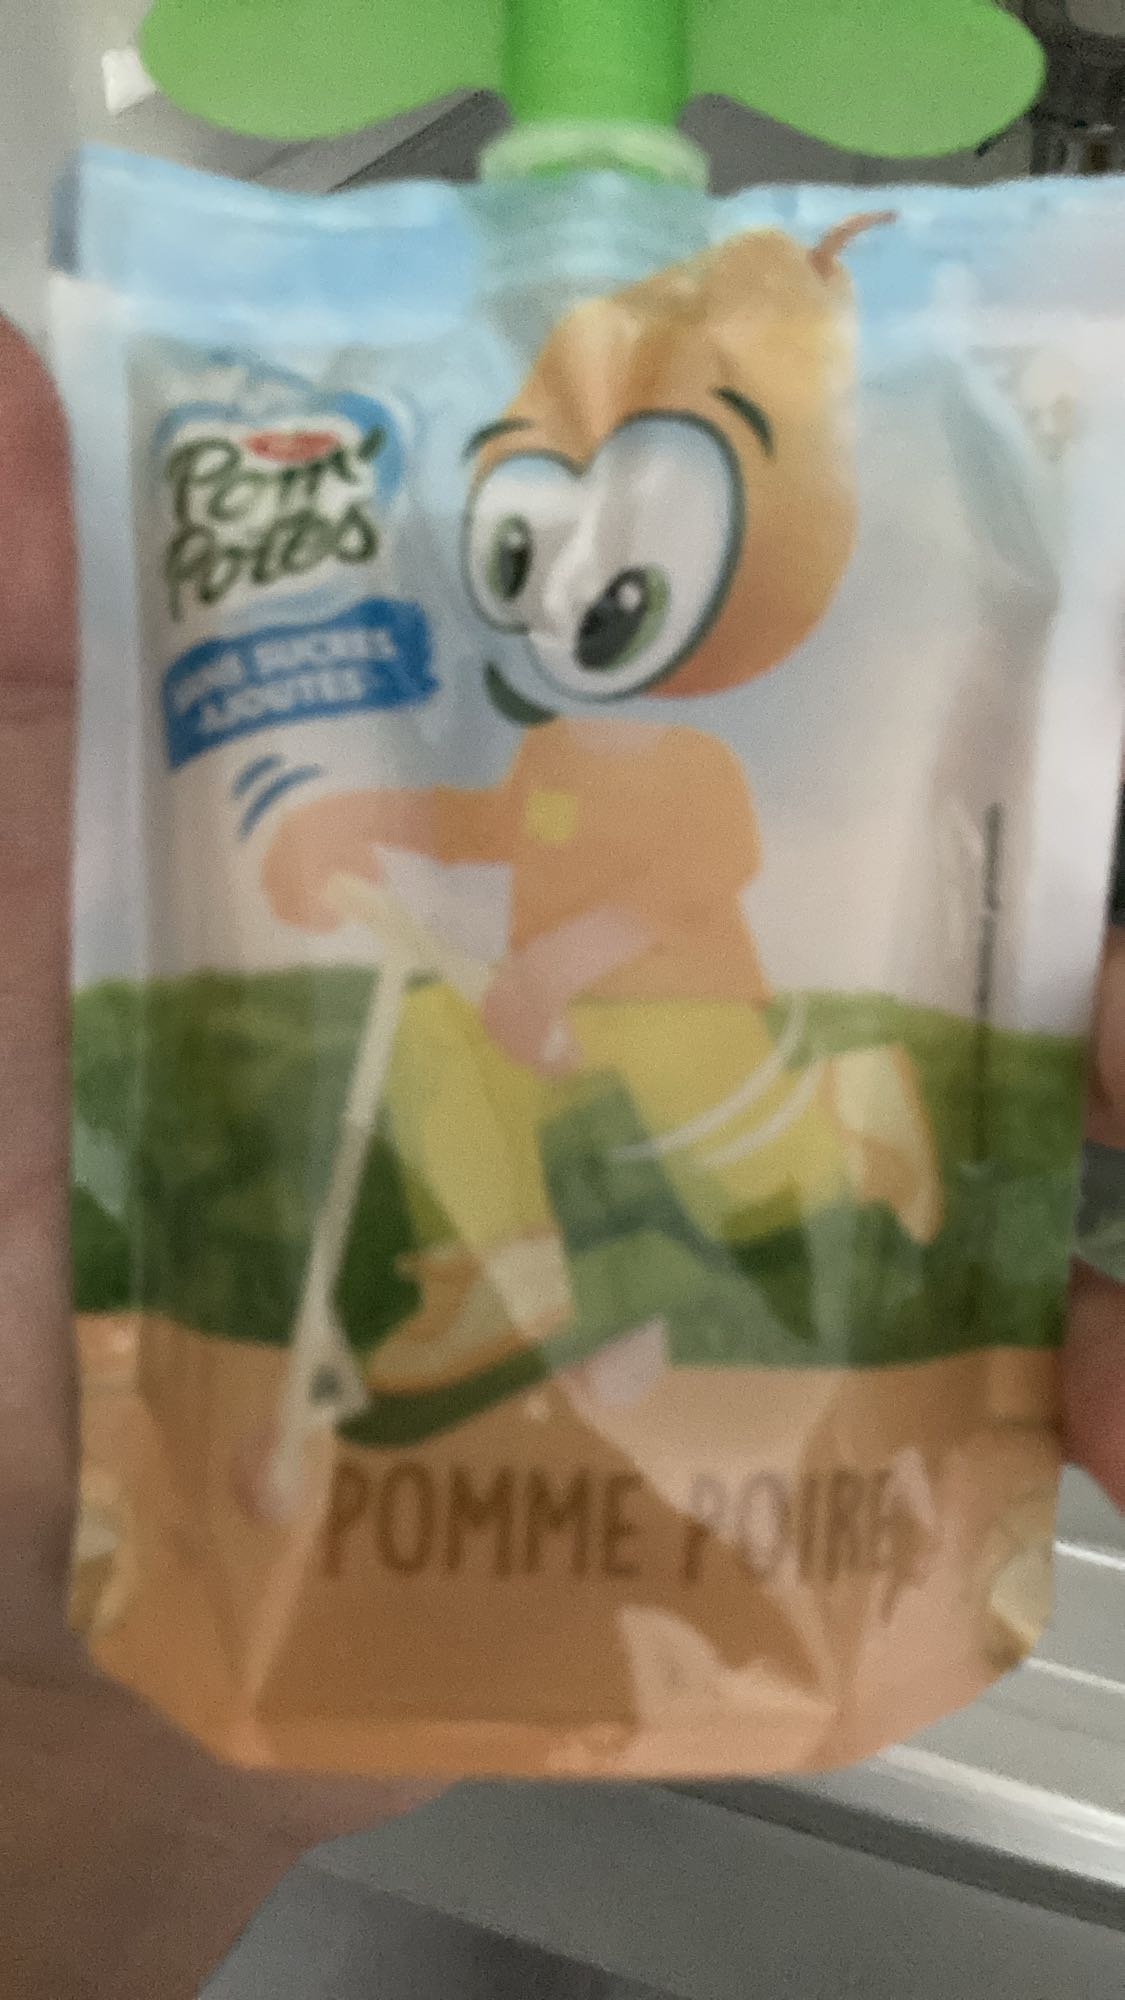 Pom'
Potes
SANS SUCRES
AJOUTÉS
POMME POIRE